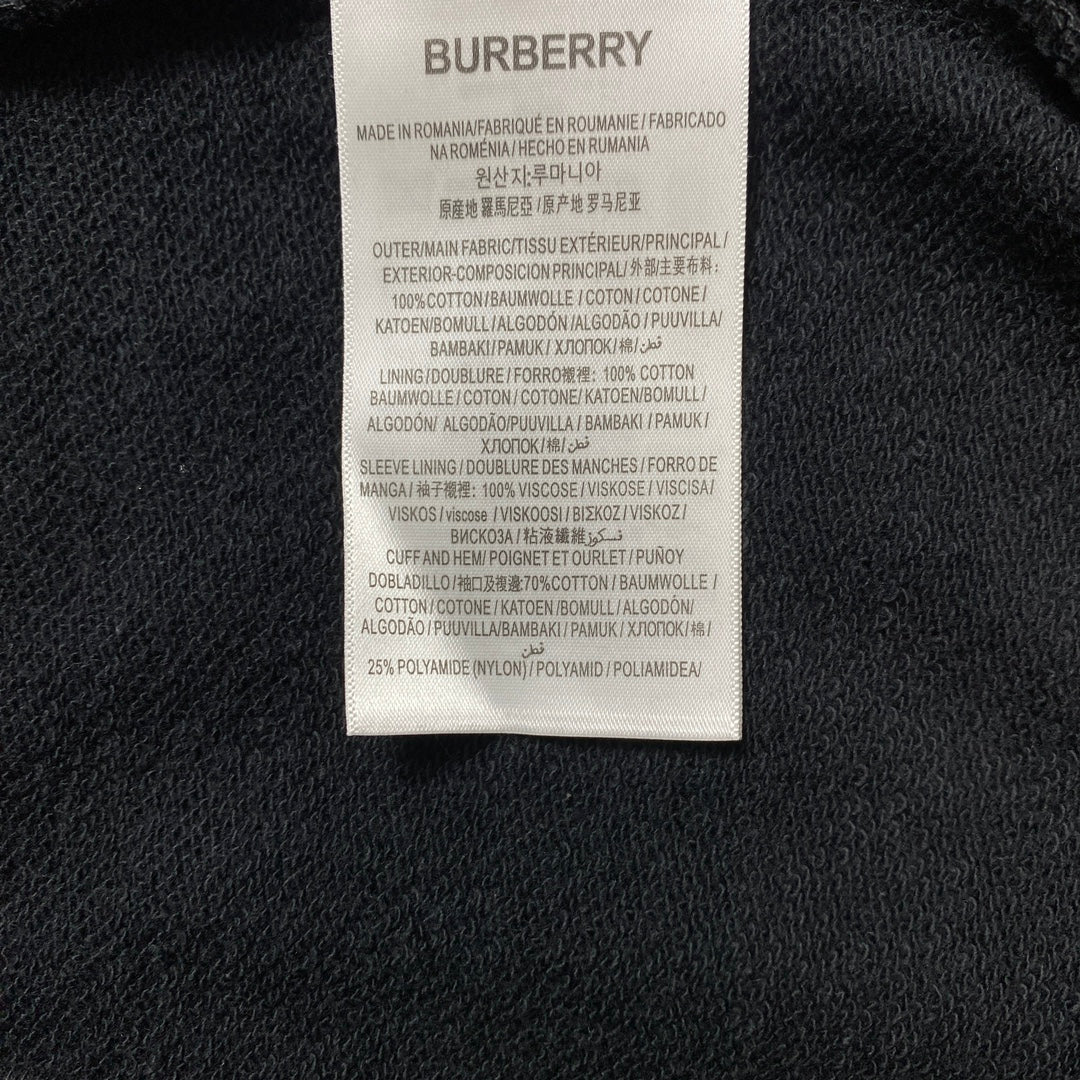 BURBERRY
MADE IN ROMANIA/FABRIQUÉ EN ROUMANIE / FABRICADO
NA ROMÉNIA / HECHO EN RUMANIA
원산지:루마니아
原産地 羅馬尼亞 /原产地 罗马尼亚
OUTER/MAIN FABRIC/TISSU EXTÉRIEUR/PRINCIPAL /
EXTERIOR-COMPOSICION PRINCIPAL/ 外部/主要布料:
100% COTTON / BAUMWOLLE / COTON / COTONE /
KATOEN/BOMULL / ALGODÓN /ALGODÃO / PUUVILLA/
BAMBAKI / PAMUK / ХЛОПОК/棉/قطن
LINING / DOUBLURE / FORRO襯裡: 100% COTTON
BAUMWOLLE / COTON / COTONE/ KATOEN/BOMULL /
ALGODÓN/ ALGODÃO/PUUVILLA / BAMBAKI / PAMUK /
ХЛОПОК/棉/قطن
SLEEVE LINING / DOUBLURE DES MANCHES / FORRO DE
MANGA / 袖子襯裡: 100% VISCOSE / VISKOSE / VISCISA /
VISKOS / viscose / VISKOOSI / ΒΙΣΚΟΖ / VISKOZ /
ВИСКОЗА / 粘液纖維/فسكوز
CUFF AND HEM/ POIGNET ET OURLET / PUÑOY
DOBLADILLO / 袖口及複邊:70% COTTON / BAUMWOLLE /
COTTON / COTONE / KATOEN /BOMULL / ALGODÓN/
ALGODÃO / PUUVILLA/BAMBAKI / PAMUK / ХЛОПОК/棉/
قطن
25% POLYAMIDE (NYLON) / POLYAMID / POLIAMIDEA/